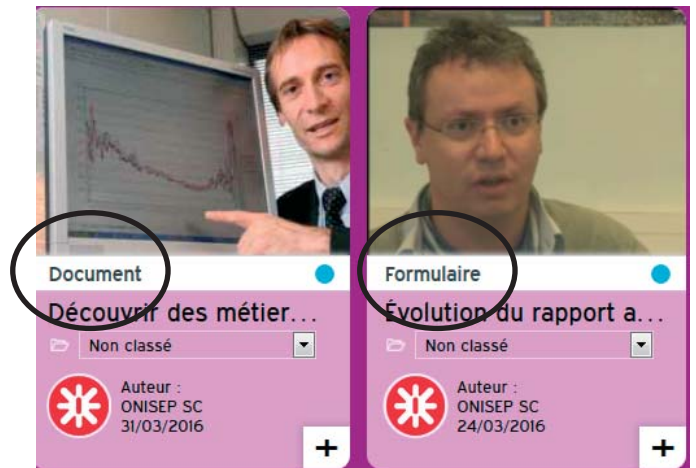 Document
Découvrir des métier...
Non classé
Auteur :
ONISEP SC
31/03/2016
+
Formulaire
Évolution du rapport a...
Non classé
Auteur :
ONISEP SC
24/03/2016
+